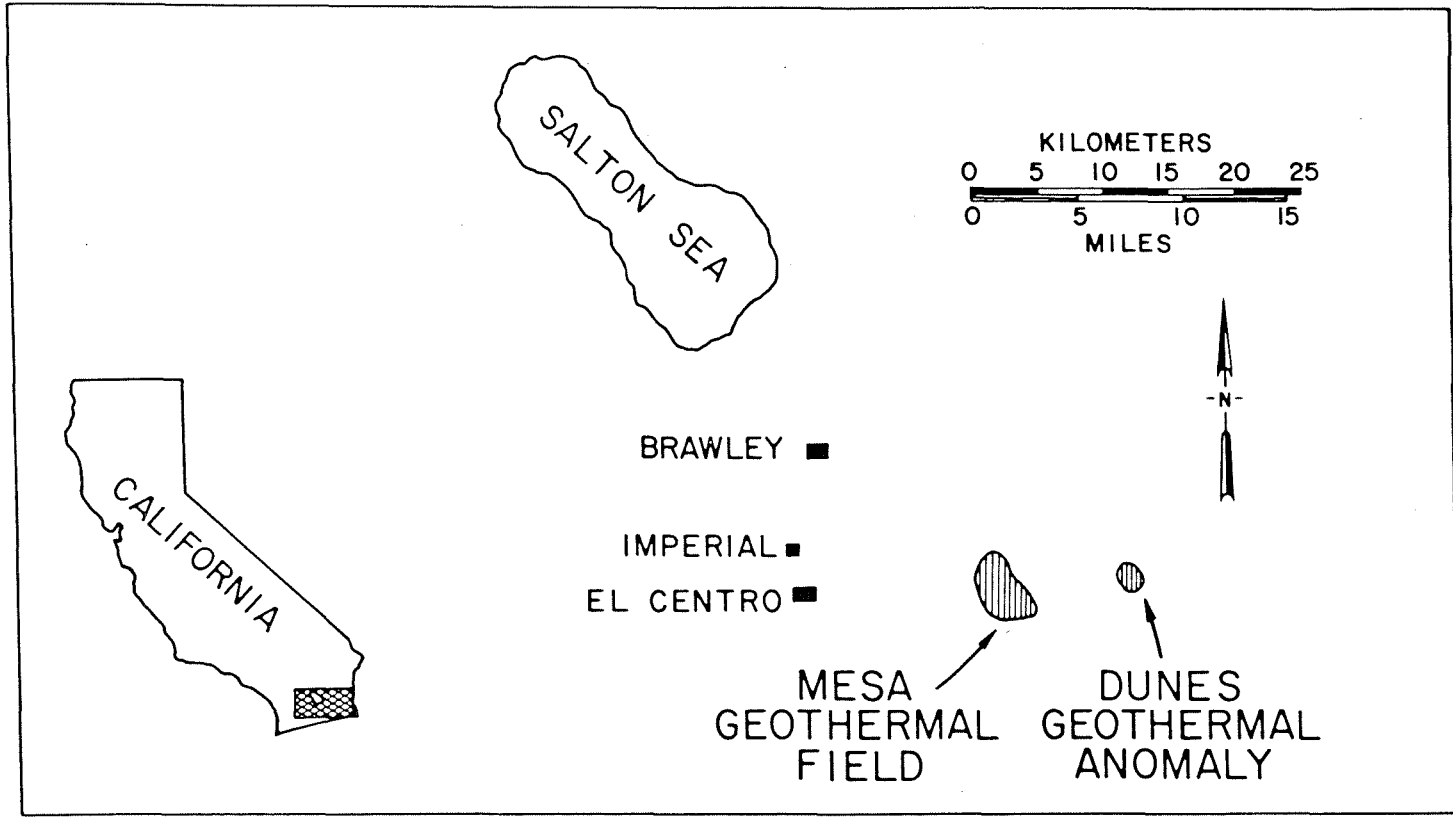 SALTON SEA
KILOMETERS
0 5 10 15 20 25
0 5 10 15
MILES
-N-
CALIFORNIA
BRAWLEY
IMPERIAL
EL CENTRO
MESA
GEOTHERMAL
FIELD
DUNES
GEOTHERMAL
ANOMALY